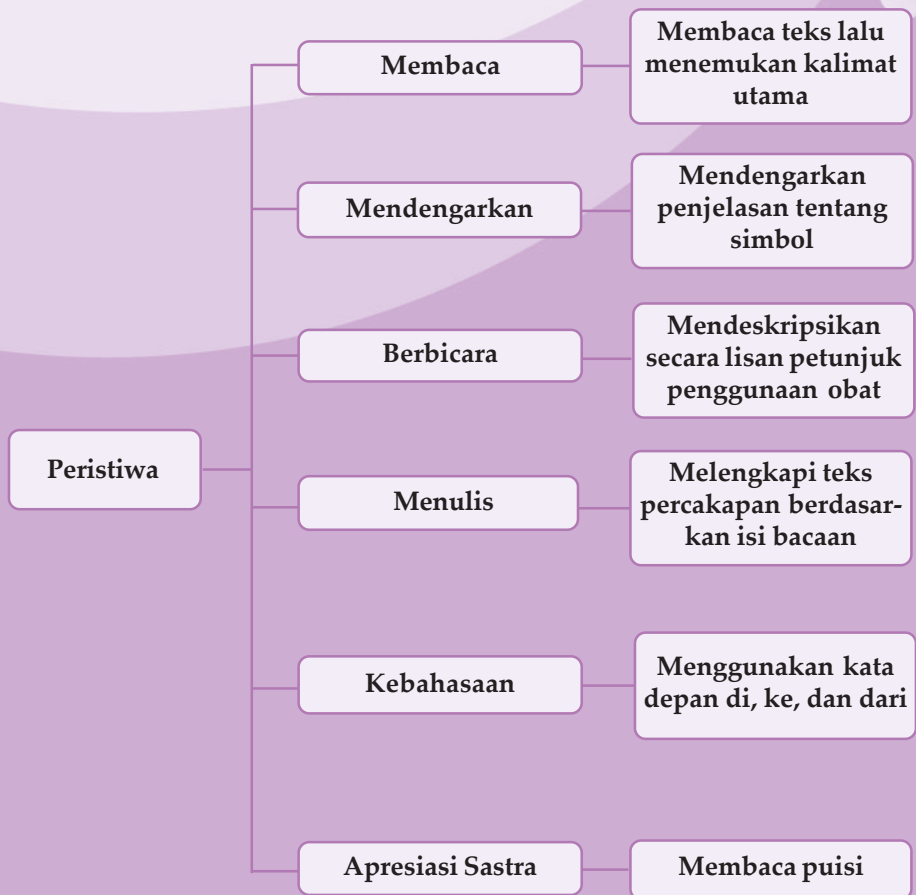 Peristiwa
Membaca
Membaca teks lalu
menemukan kalimat
utama
Mendengarkan
Mendengarkan
penjelasan tentang
simbol
Berbicara
Mendeskripsikan
secara lisan petunjuk
penggunaan obat
Menulis
Melengkapi teks
percakapan berdasar-
kan isi bacaan
Kebahasaan
Menggunakan kata
depan di, ke, dan dari
Apresiasi Sastra
Membaca puisi